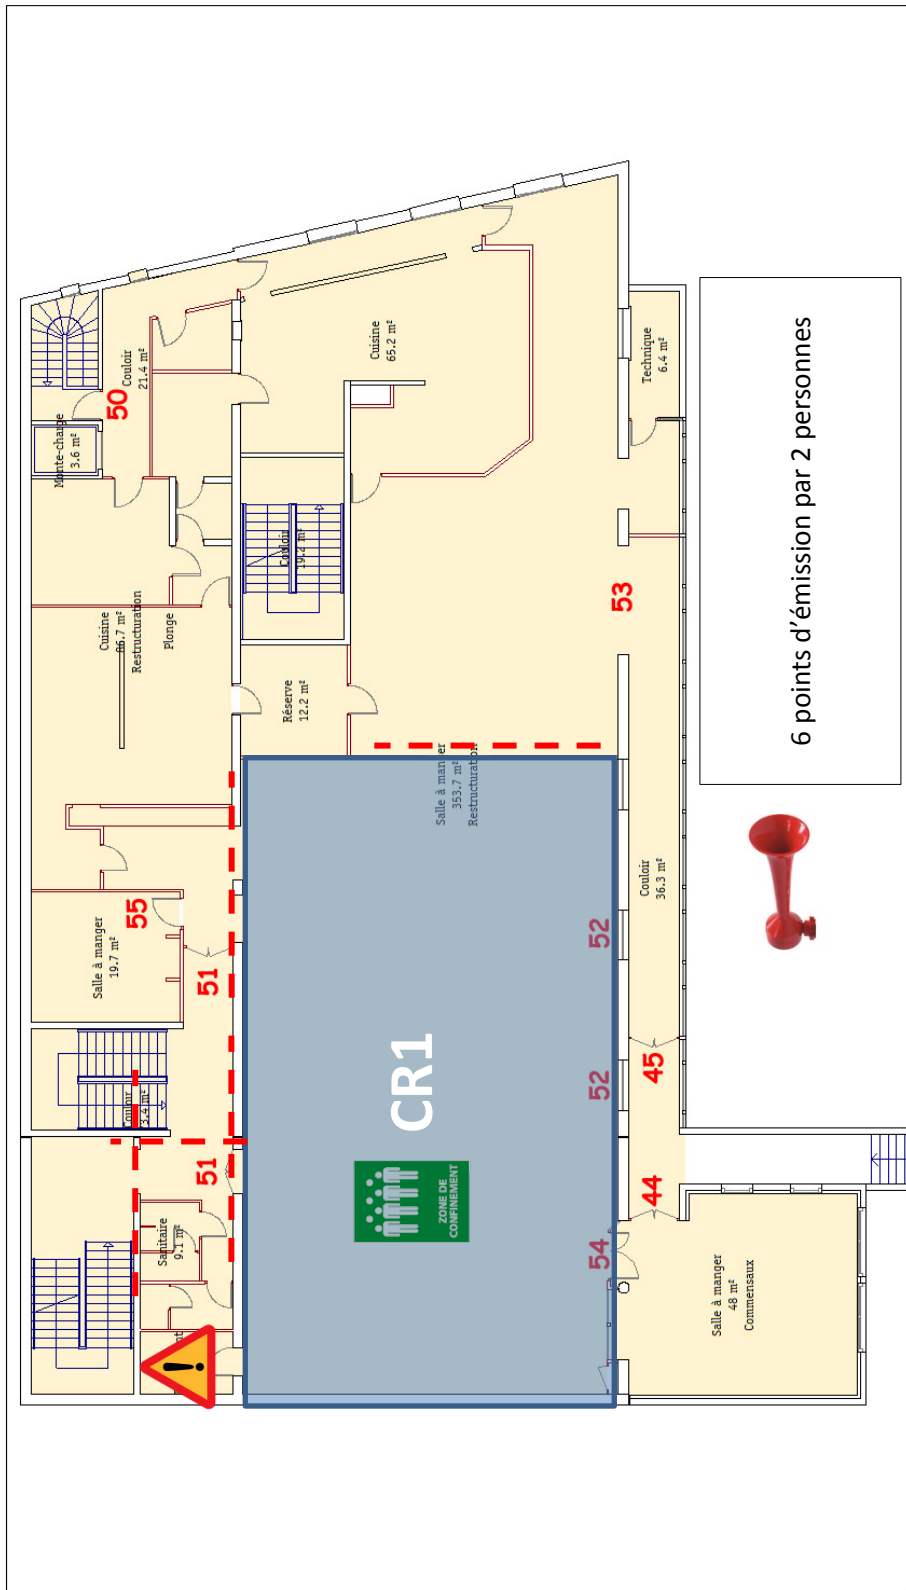 50
Couloir
21.4 m²
Monte-charge
3.6 m²
Cuisine
65.2 m²
Technique
6.4 m²
Couloir
19.2 m²
Cuisine
86.7 m²
Restructuration
Plonge
Réserve
12.2 m²
53
6 points d’émission par 2 personnes
Salle à manger
353.7 m²
Restructuration
Couloir
36.3 m²
Salle à manger
19.7 m²
55
51
52
CR1
52
45
Couloir
51
44
ZONE DE
CONFINEMENT
Sanitaire
9.1 m²
54
Salle à manger
48 m²
Commensaux